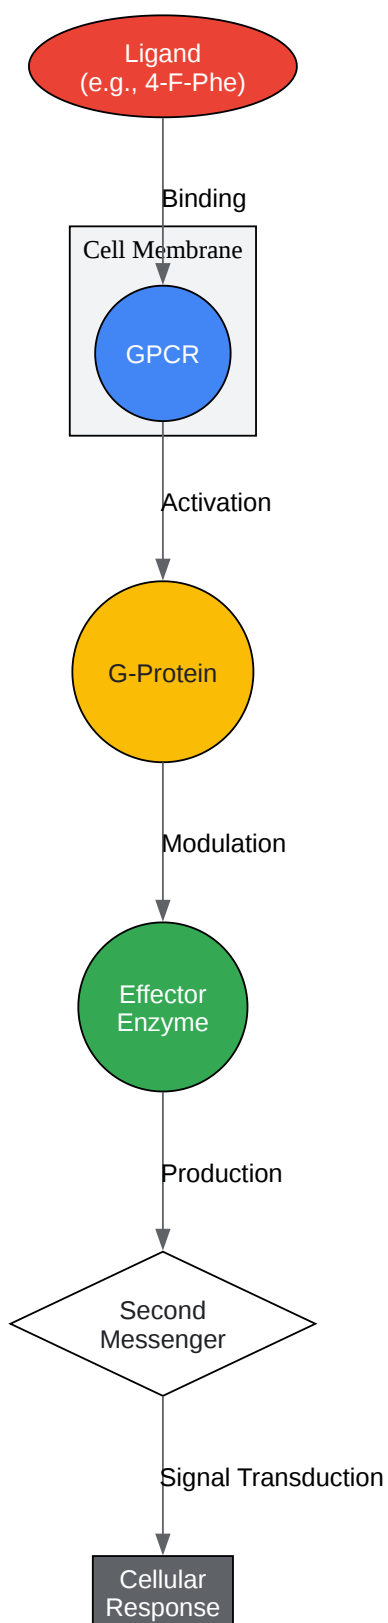 Ligand
(e.g., 4-F-Phe)
Binding
Cell Membrane
GPCR
Activation
G-Protein
Modulation
Effector
Enzyme
Production
Second
Messenger
Signal Transduction
Cellular
Response